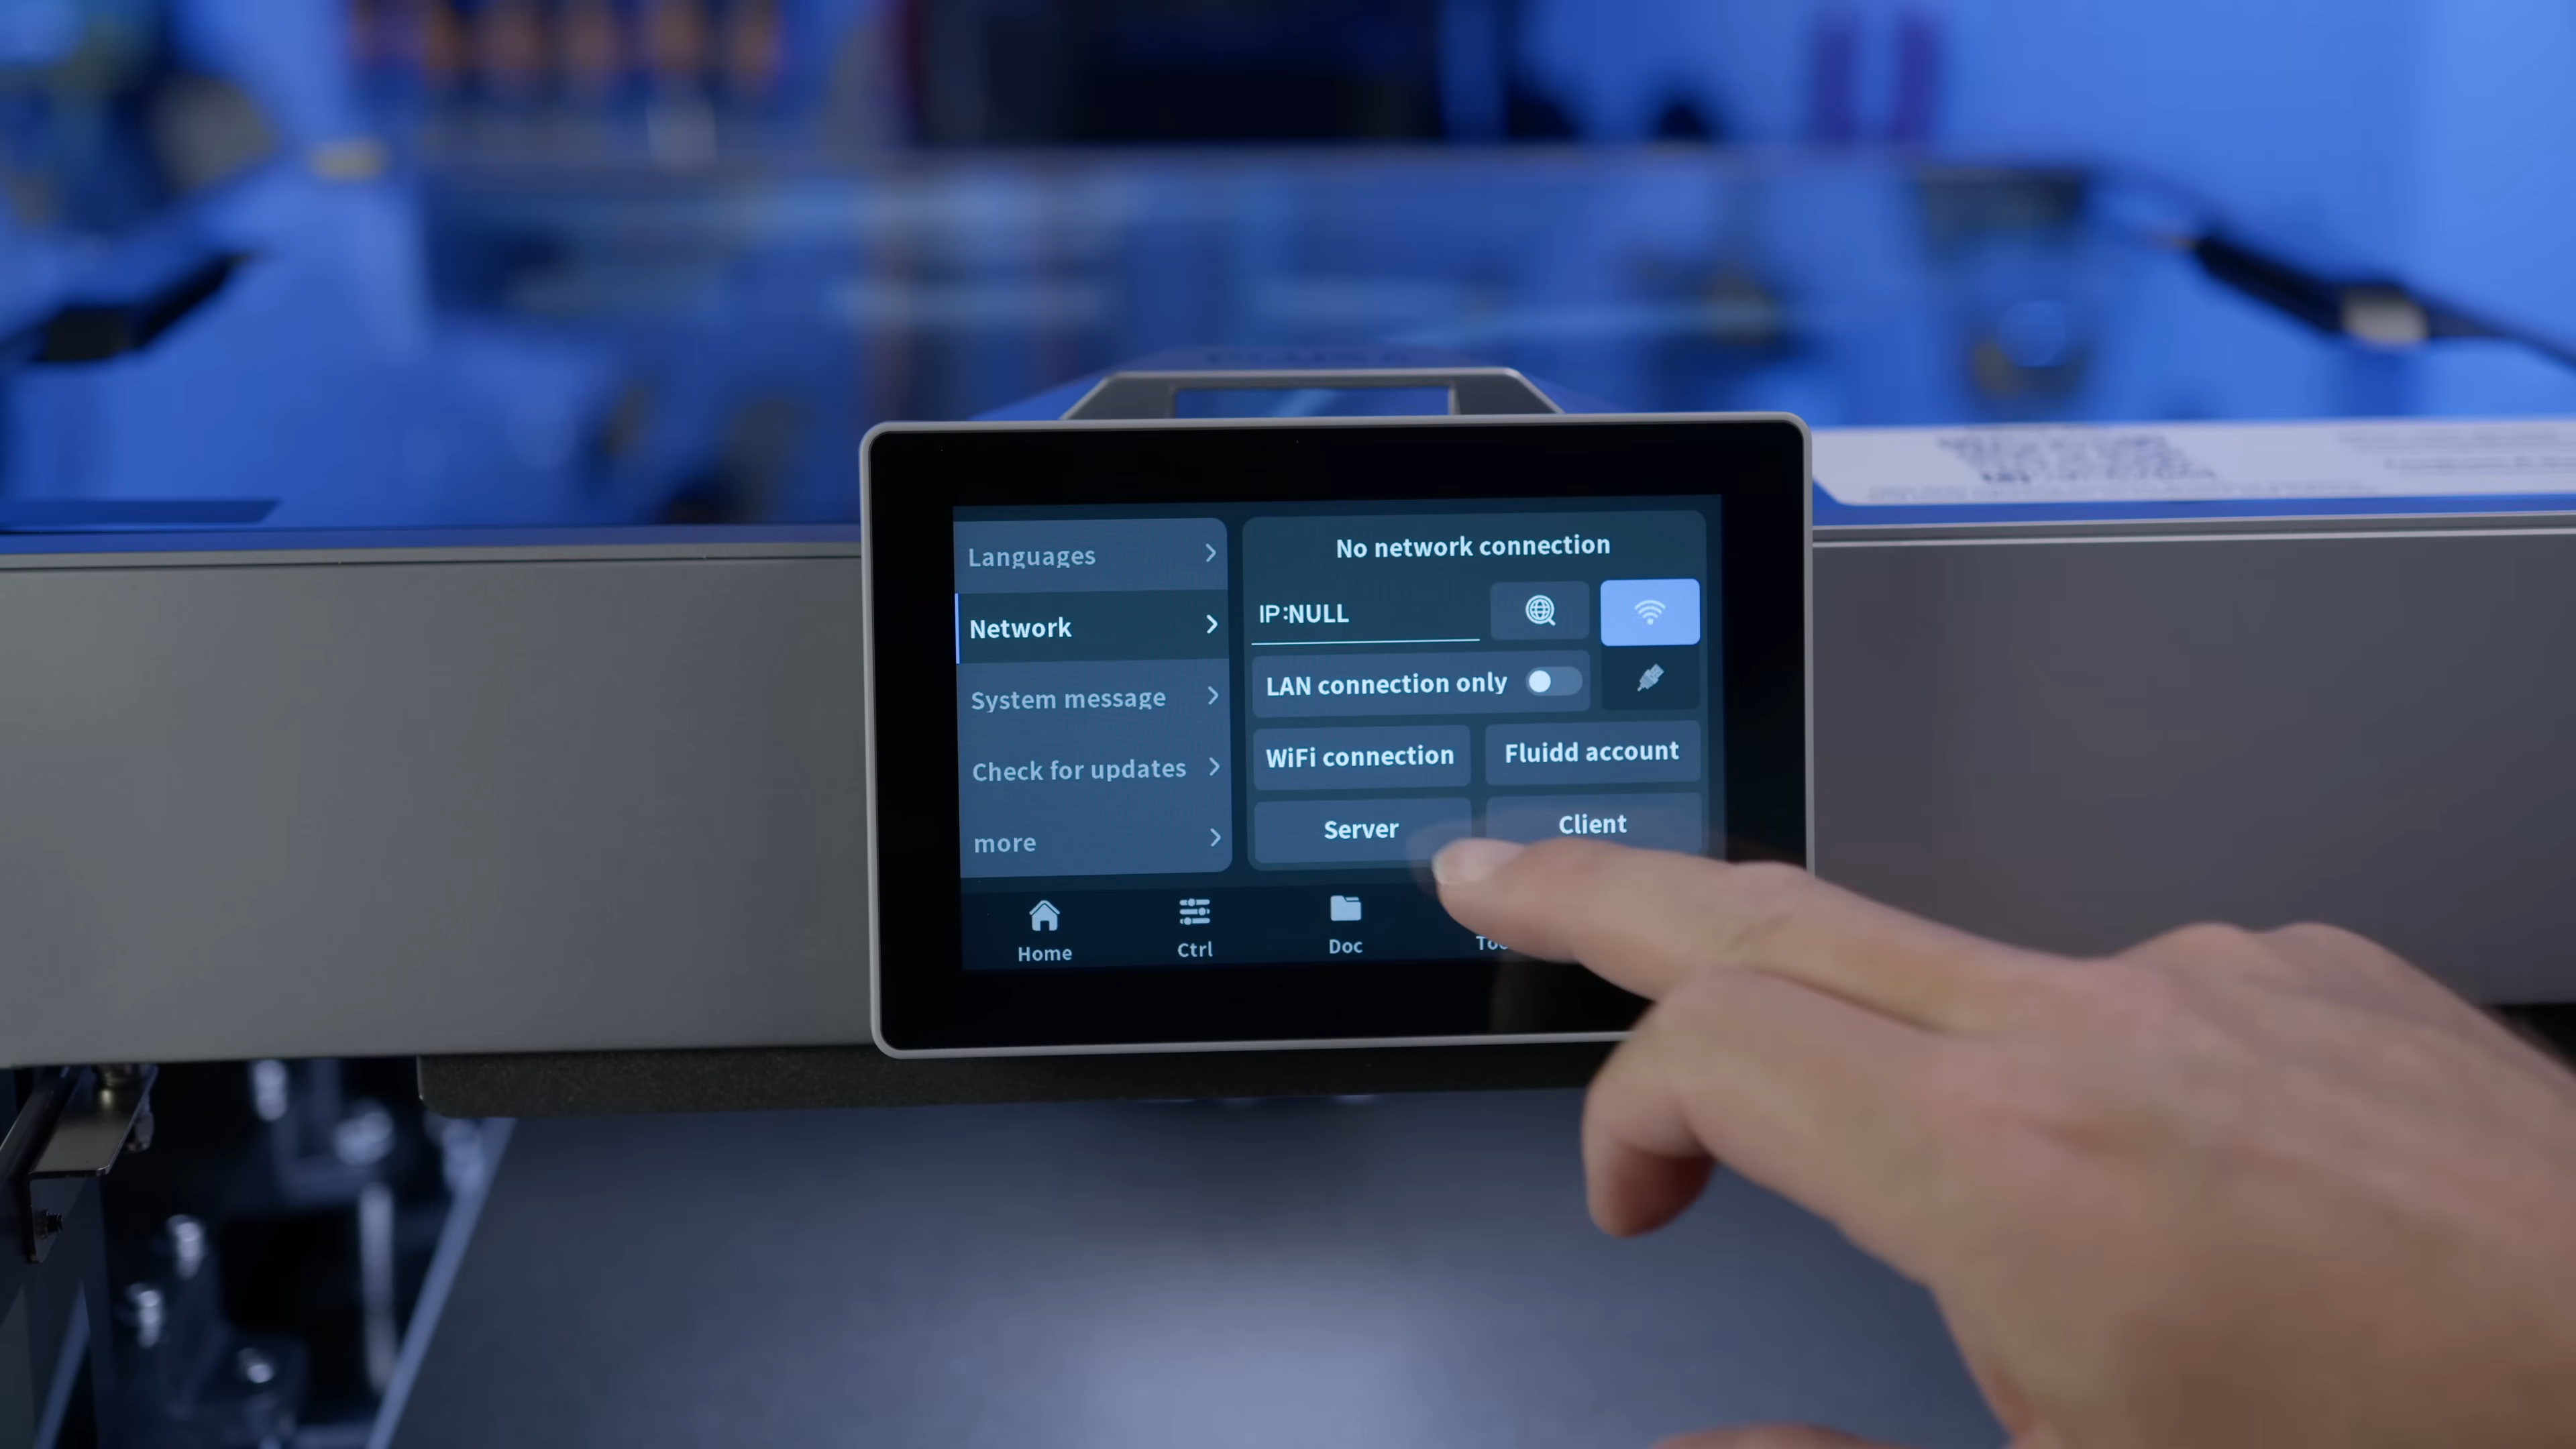 Languages
Network
System message
Check for updates
more
No network connection
IP:NULL
LAN connection only
WiFi connection
Fluidd account
Server
Client
Home
Ctrl
Doc